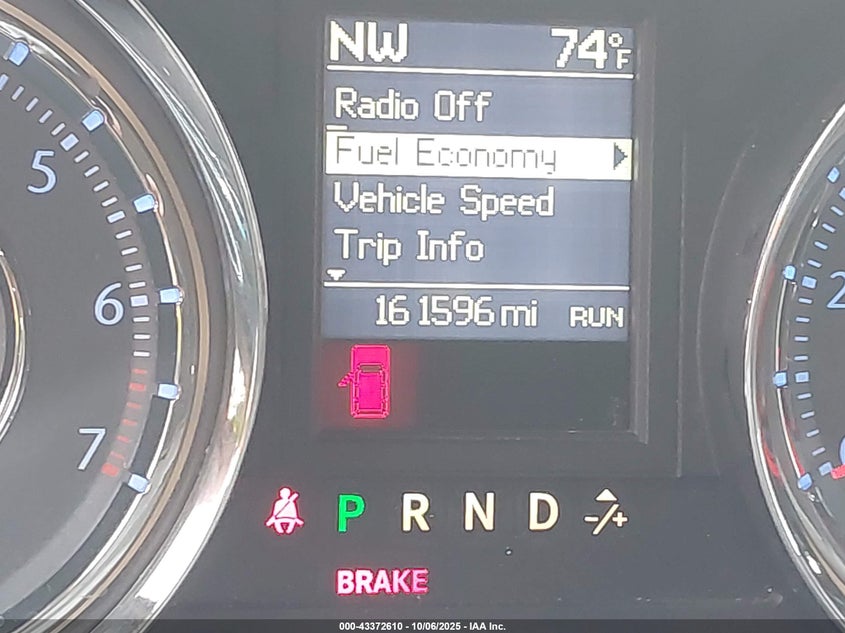 NW 74°F
Radio Off
Fuel Economy
Vehicle Speed
Trip Info
161596 mi RUN
5
6
7
2
P R N D -/+
BRAKE
000-43372610 - 10/06/2025 - IAA Inc.